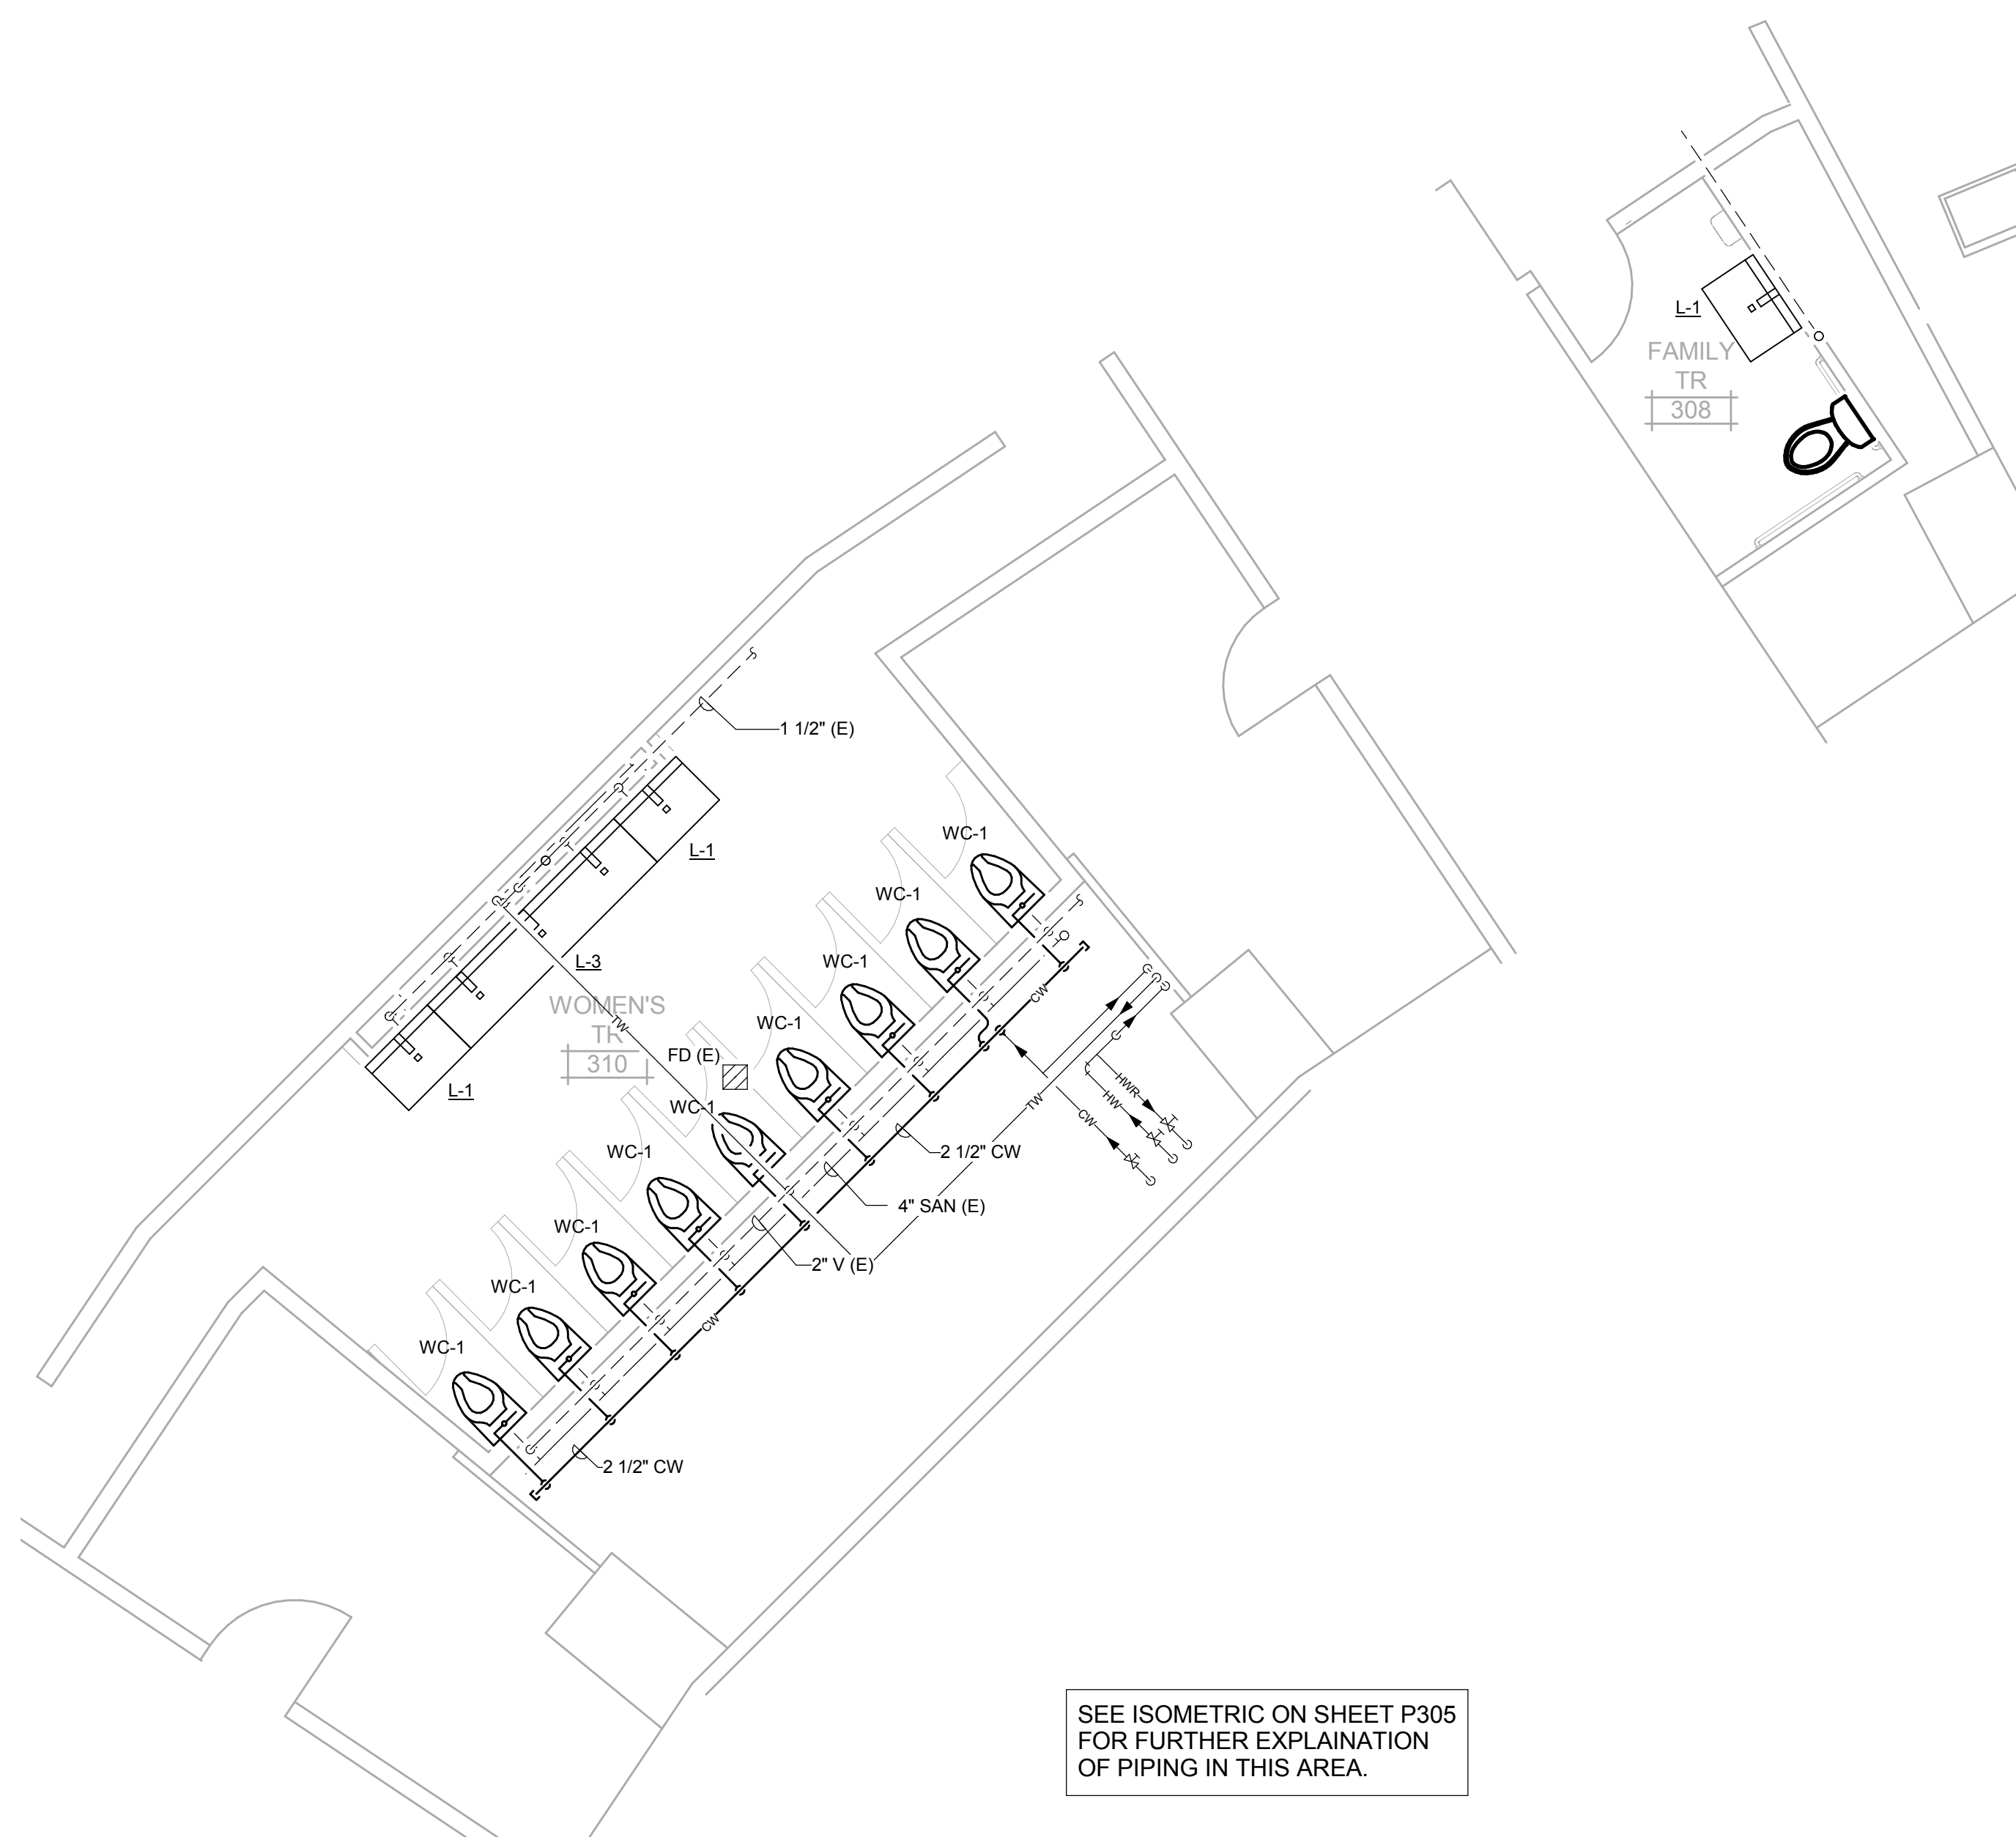 L-1
FAMILY
TR
308
1 1/2" (E)
WC-1
L-1
WC-1
L-3
WC-1
WOMEN'S
TR
310
CW
WC-1
TW
FD (E)
HWR
L-1
HW
TW
WC-1
CW
2 1/2" CW
WC-1
4" SAN (E)
WC-1
2" V (E)
WC-1
CW
WC-1
2 1/2" CW
SEE ISOMETRIC ON SHEET P305
FOR FURTHER EXPLAINATION
OF PIPING IN THIS AREA.